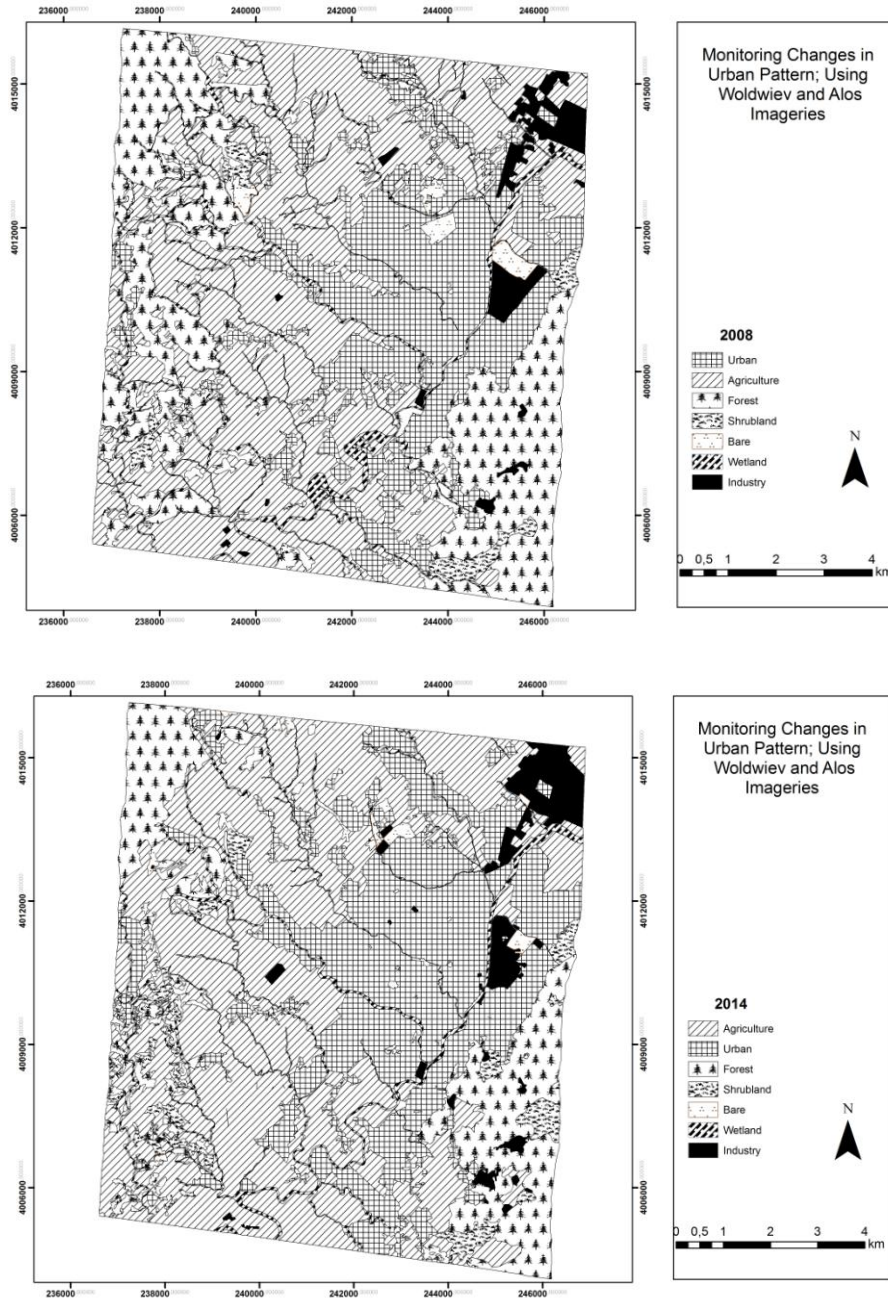 236000 238000 240000 242000 244000 246000
4015000
4012000
4009000
4006000
236000 238000 240000 242000 244000 246000
Monitoring Changes in
Urban Pattern; Using
Woldwiev and Alos
Imageries
2008
Urban
Agriculture
Forest
Shrubland
Bare
Wetland
Industry
N
0 0,5 1 2 3 4
km
236000 238000 240000 242000 244000 246000
4015000
4012000
4009000
4006000
4015000
4012000
4009000
4006000
236000 238000 240000 242000 244000 246000
Monitoring Changes in
Urban Pattern; Using
Woldwiev and Alos
Imageries
2014
Agriculture
Urban
Forest
Shrubland
Bare
Wetland
Industry
N
0 0,5 1 2 3 4
km